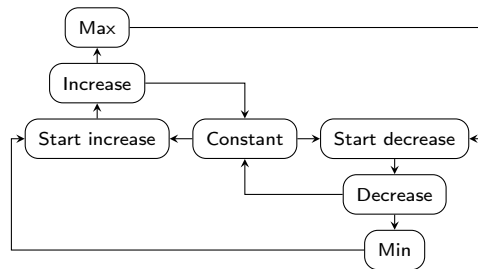 Max
Increase
Start increase
Constant
Start decrease
Decrease
Min